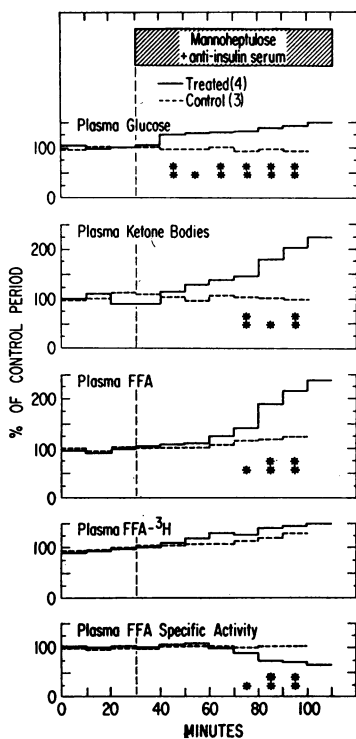 Mannoheptulose
+ anti-insulin serum
Treated (4)
Control (3)
Plasma Glucose
100
0
Plasma Ketone Bodies
200
100
0
% OF CONTROL PERIOD
Plasma FFA
200
100
0
Plasma FFA-³H
100
0
Plasma FFA Specific Activity
100
0
0 20 40 60 80 100
MINUTES